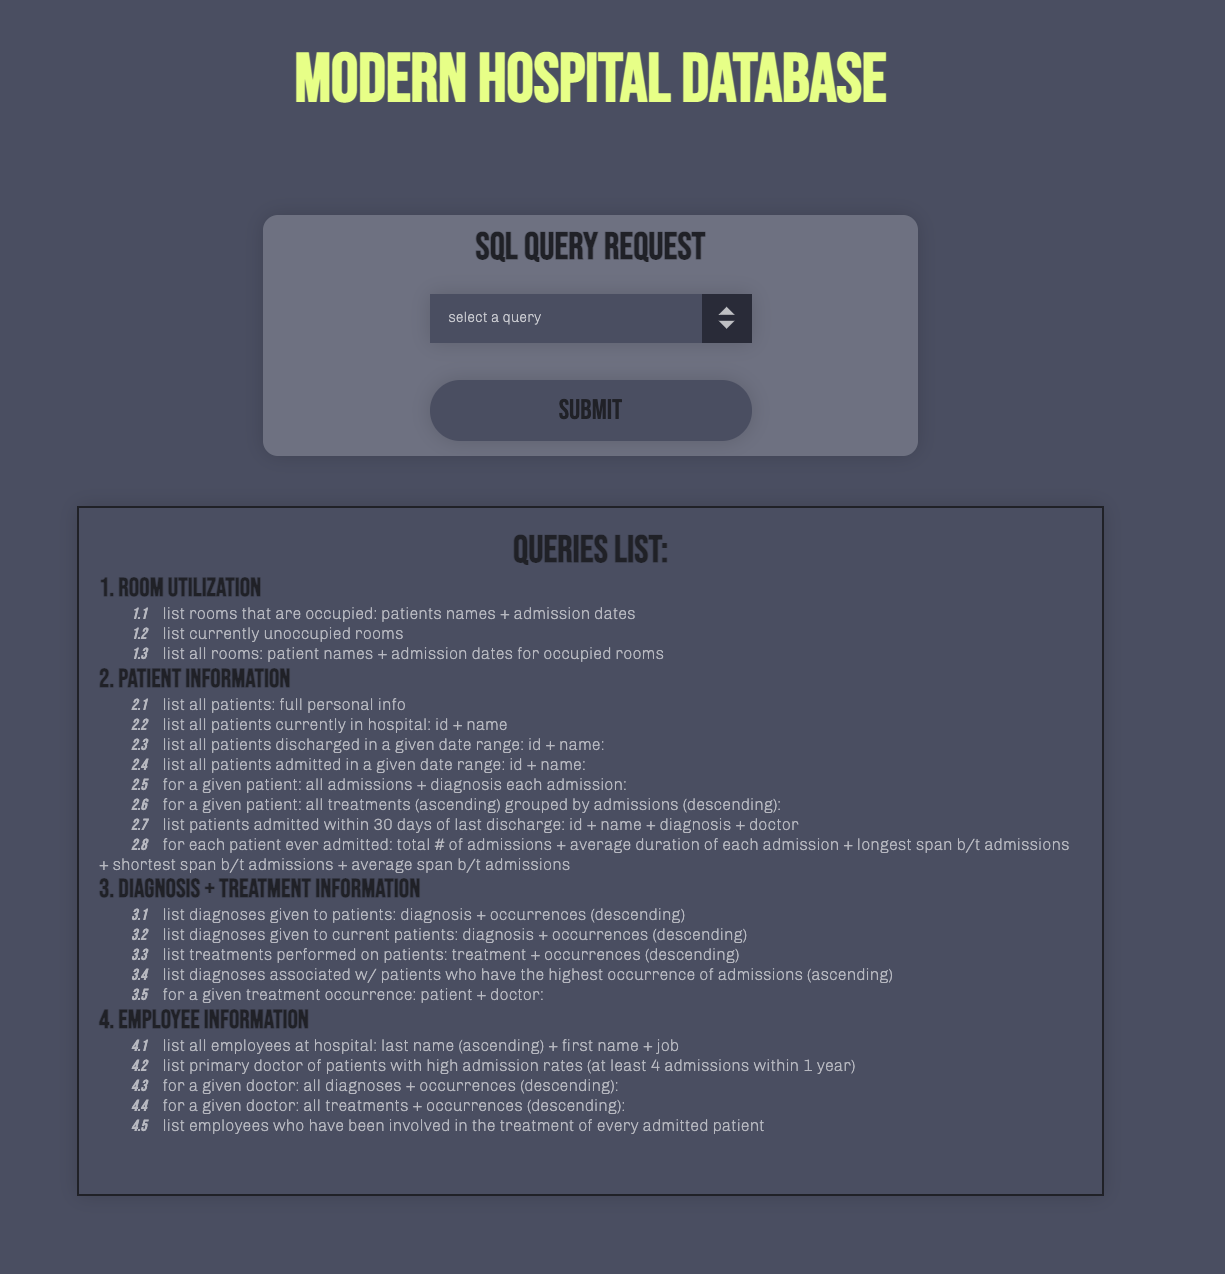 MODERN HOSPITAL DATABASE
SQL QUERY REQUEST
select a query
SUBMIT
QUERIES LIST:
1. ROOM UTILIZATION
1.1 list rooms that are occupied: patients names + admission dates
1.2 list currently unoccupied rooms
1.3 list all rooms: patient names + admission dates for occupied rooms
2. PATIENT INFORMATION
2.1 list all patients: full personal info
2.2 list all patients currently in hospital: id + name
2.3 list all patients discharged in a given date range: id + name:
2.4 list all patients admitted in a given date range: id + name:
2.5 for a given patient: all admissions + diagnosis each admission:
2.6 for a given patient: all treatments (ascending) grouped by admissions (descending):
2.7 list patients admitted within 30 days of last discharge: id + name + diagnosis + doctor
2.8 for each patient ever admitted: total # of admissions + average duration of each admission + longest span b/t admissions
+ shortest span b/t admissions + average span b/t admissions
3. DIAGNOSIS + TREATMENT INFORMATION
3.1 list diagnoses given to patients: diagnosis + occurrences (descending)
3.2 list diagnoses given to current patients: diagnosis + occurrences (descending)
3.3 list treatments performed on patients: treatment + occurrences (descending)
3.4 list diagnoses associated w/ patients who have the highest occurrence of admissions (ascending)
3.5 for a given treatment occurrence: patient + doctor:
4. EMPLOYEE INFORMATION
4.1 list all employees at hospital: last name (ascending) + first name + job
4.2 list primary doctor of patients with high admission rates (at least 4 admissions within 1 year)
4.3 for a given doctor: all diagnoses + occurrences (descending):
4.4 for a given doctor: all treatments + occurrences (descending):
4.5 list employees who have been involved in the treatment of every admitted patient